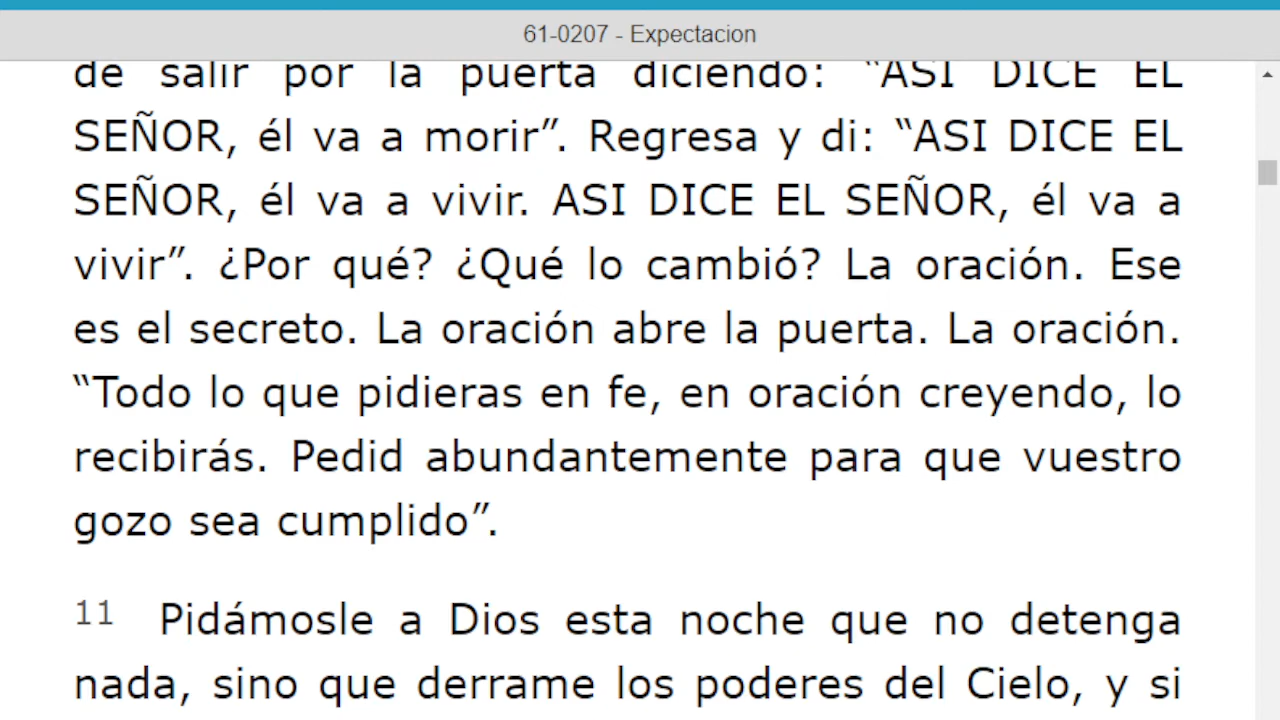 61-0207 - Expectacion
de salir por la puerta diciendo: “ASI DICE EL
SEÑOR, él va a morir”. Regresa y di: “ASI DICE EL
SEÑOR, él va a vivir. ASI DICE EL SEÑOR, él va a
vivir”. ¿Por qué? ¿Qué lo cambió? La oración. Ese
es el secreto. La oración abre la puerta. La oración.
“Todo lo que pidieras en fe, en oración creyendo, lo
recibirás. Pedid abundantemente para que vuestro
gozo sea cumplido”.
11 Pidámosle a Dios esta noche que no detenga
nada, sino que derrame los poderes del Cielo, y si